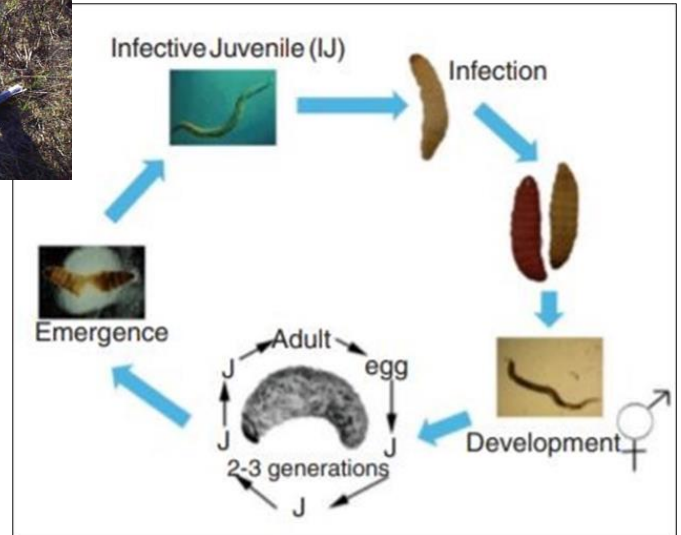 Infective Juvenile (IJ)
Infection
Emergence
Adult
J
egg
J
J
2-3 generations
J
Development